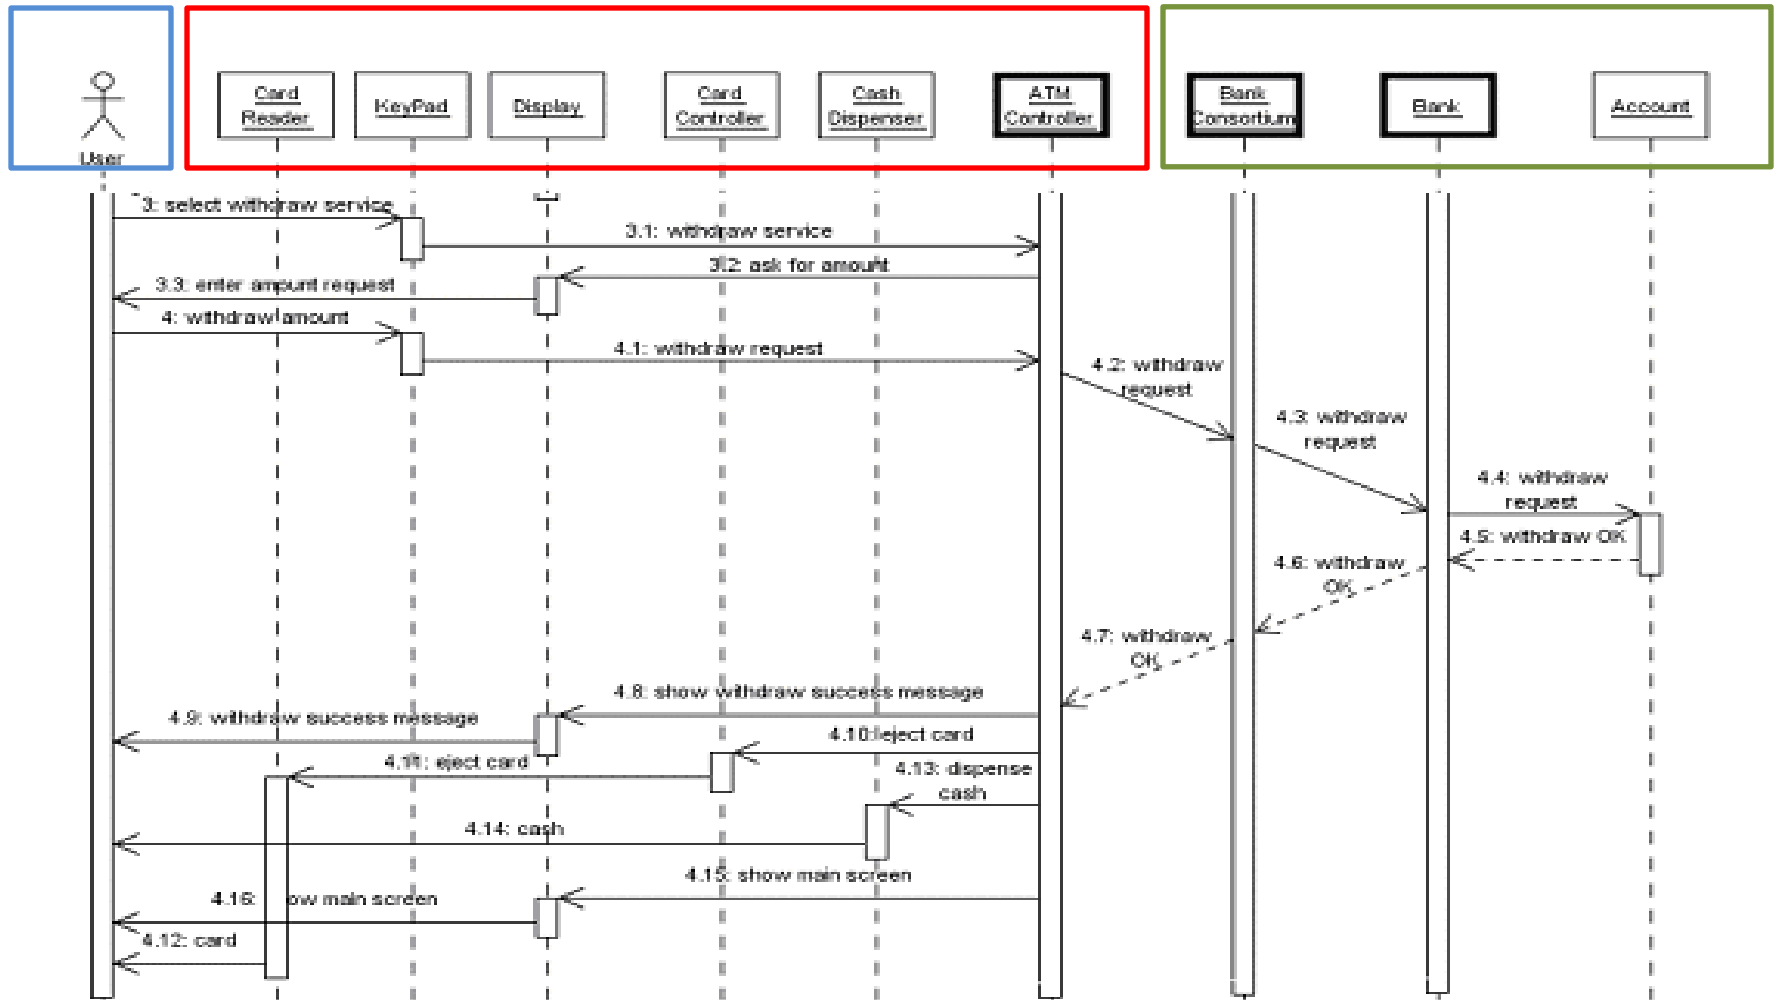 Card
Reader
KeyPad
Display
Card
Controller
Cash
Dispenser
ATM
Controller
Bank
Consortium
Bank
Account
User
3: select withdraw service
3.1: withdraw service
3.2: ask for amount
3.3: enter amount request
4: withdraw amount
4.1: withdraw request
4.2: withdraw
request
4.3: withdraw
request
4.4: withdraw
request
4.5: withdraw OK
4.6: withdraw
OK
4.7: withdraw
OK
4.8: show withdraw success message
4.9: withdraw success message
4.10: eject card
4.11: eject card
4.13: dispense
cash
4.14: cash
4.15: show main screen
4.16: ow main screen
4.12: card